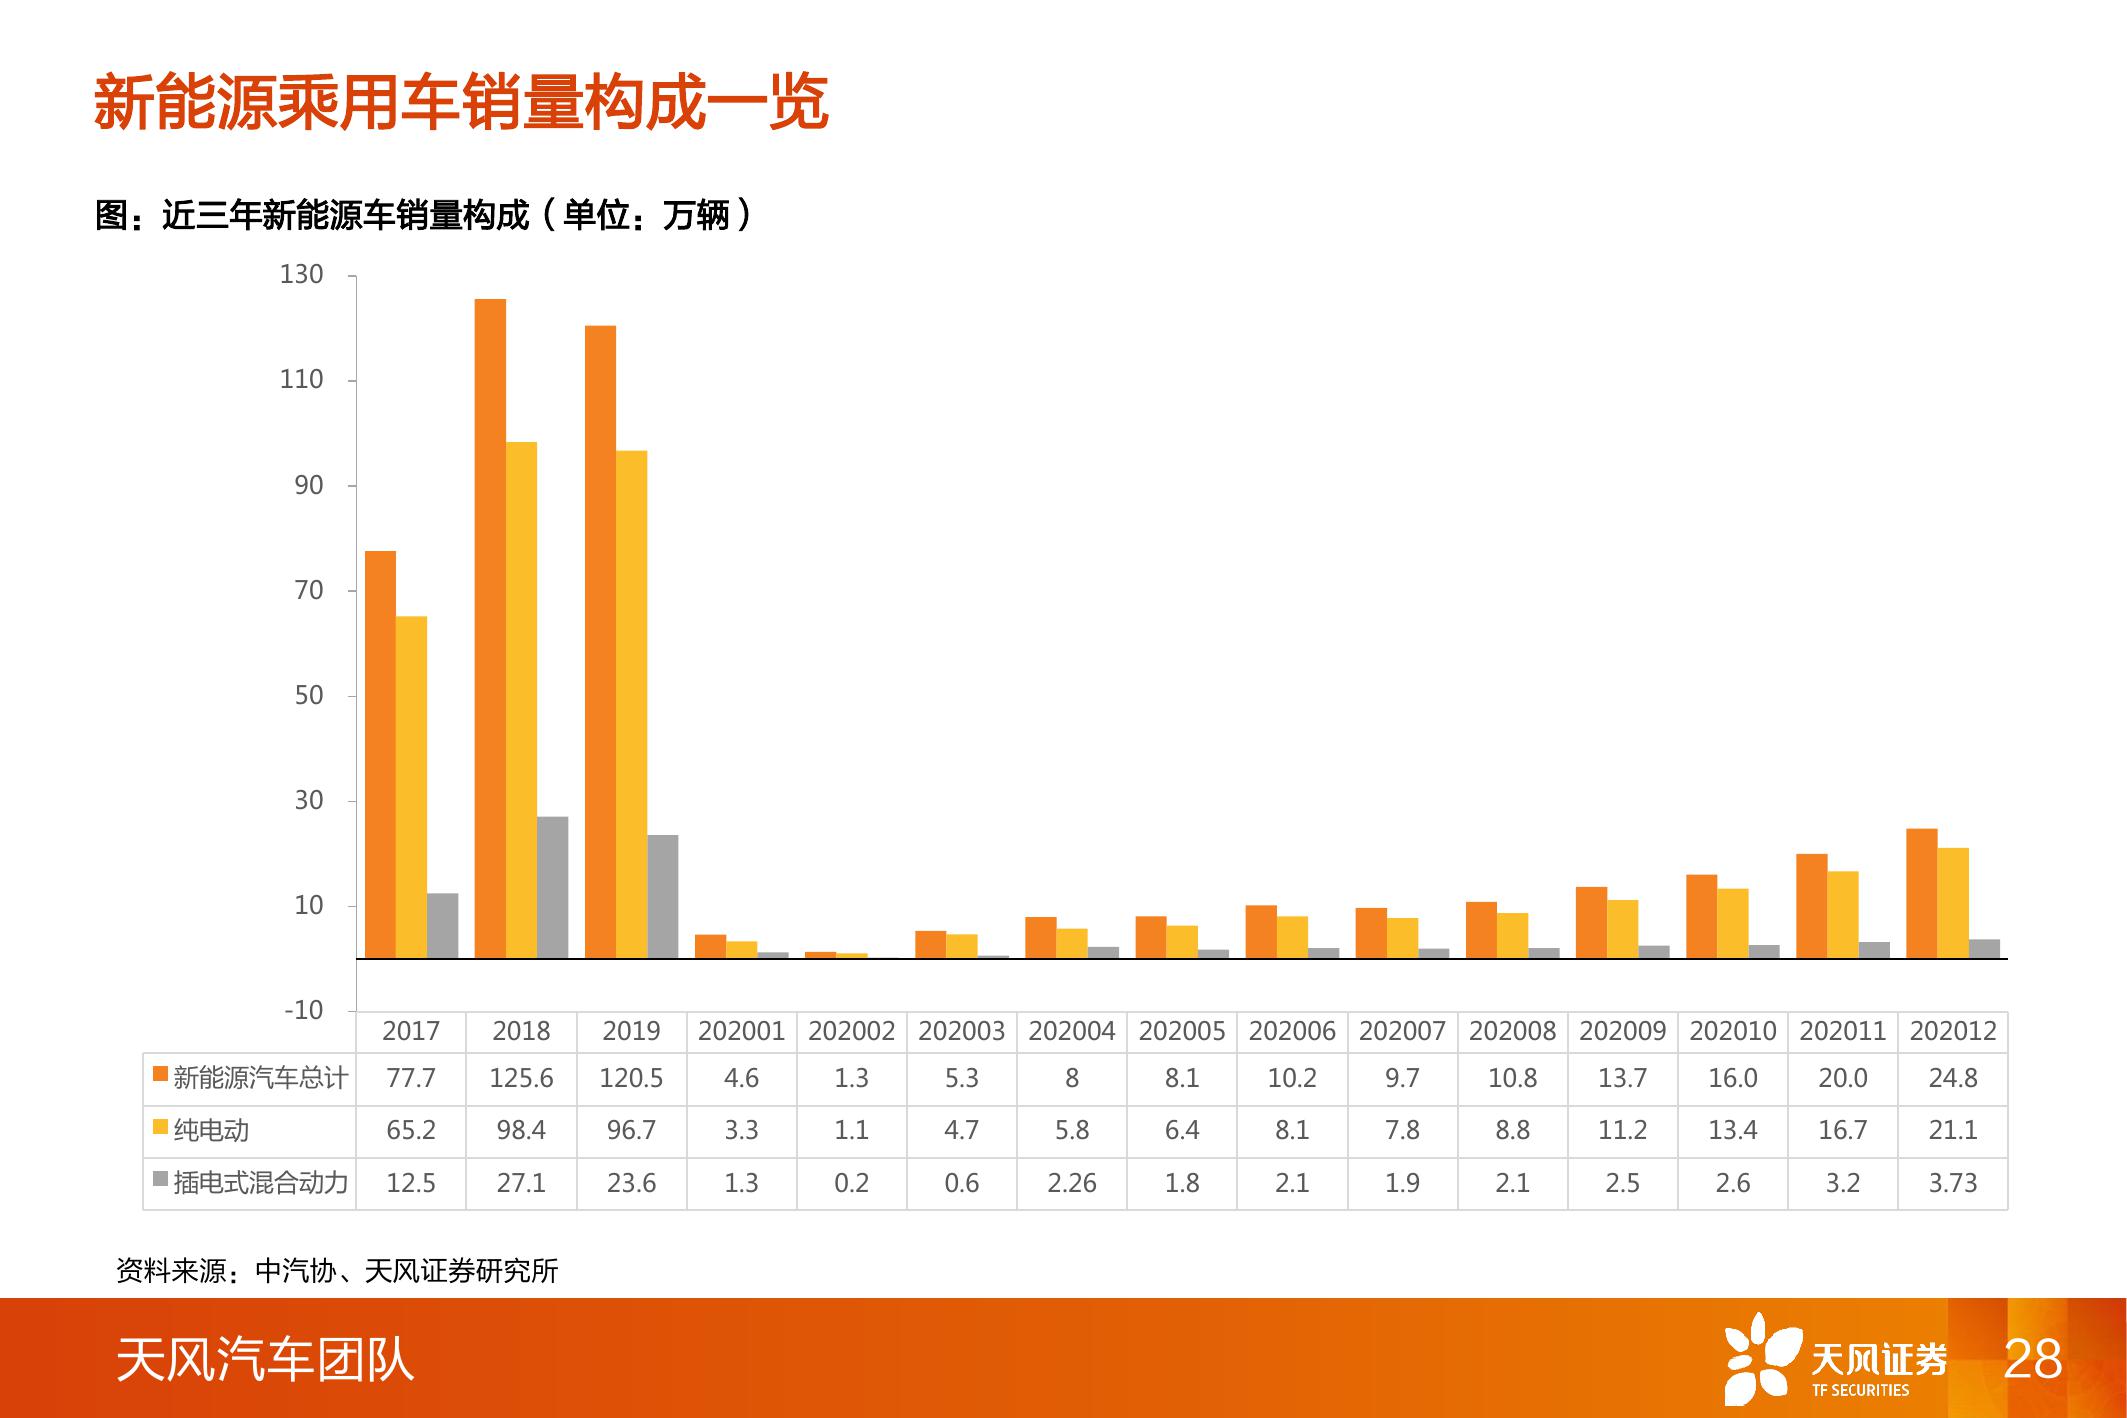 新能源乘用车销量构成一览
图：近三年新能源车销量构成（单位：万辆）
130
110
90
70
50
30
10
-10
2017 2018 2019 202001 202002 202003 202004 202005 202006 202007 202008 202009 202010 202011 202012
新能源汽车总计 77.7 125.6 120.5 4.6 1.3 5.3 8 8.1 10.2 9.7 10.8 13.7 16.0 20.0 24.8
纯电动 65.2 98.4 96.7 3.3 1.1 4.7 5.8 6.4 8.1 7.8 8.8 11.2 13.4 16.7 21.1
插电式混合动力 12.5 27.1 23.6 1.3 0.2 0.6 2.26 1.8 2.1 1.9 2.1 2.5 2.6 3.2 3.73
资料来源：中汽协、天风证券研究所
天风汽车团队
天风证券
TF SECURITIES
28